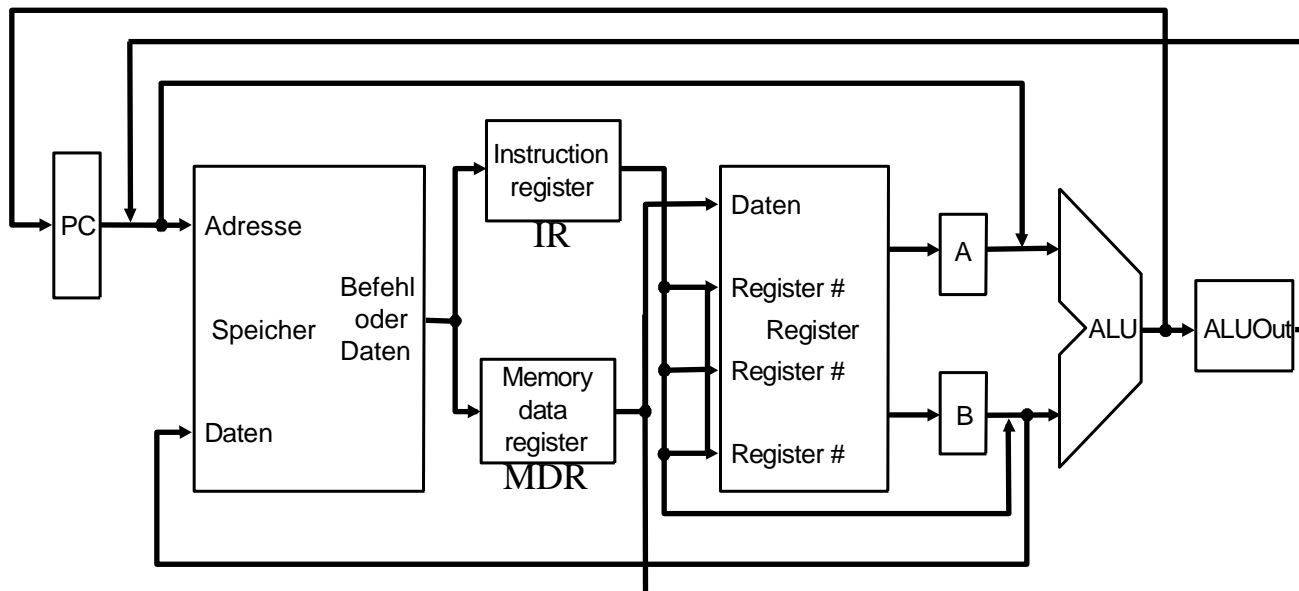 PC
Adresse
Speicher
Befehl
oder
Daten
Daten
Instruction
register
IR
Memory
data
register
MDR
Daten
Register #
Register
Register #
Register #
A
B
ALU
ALUOut